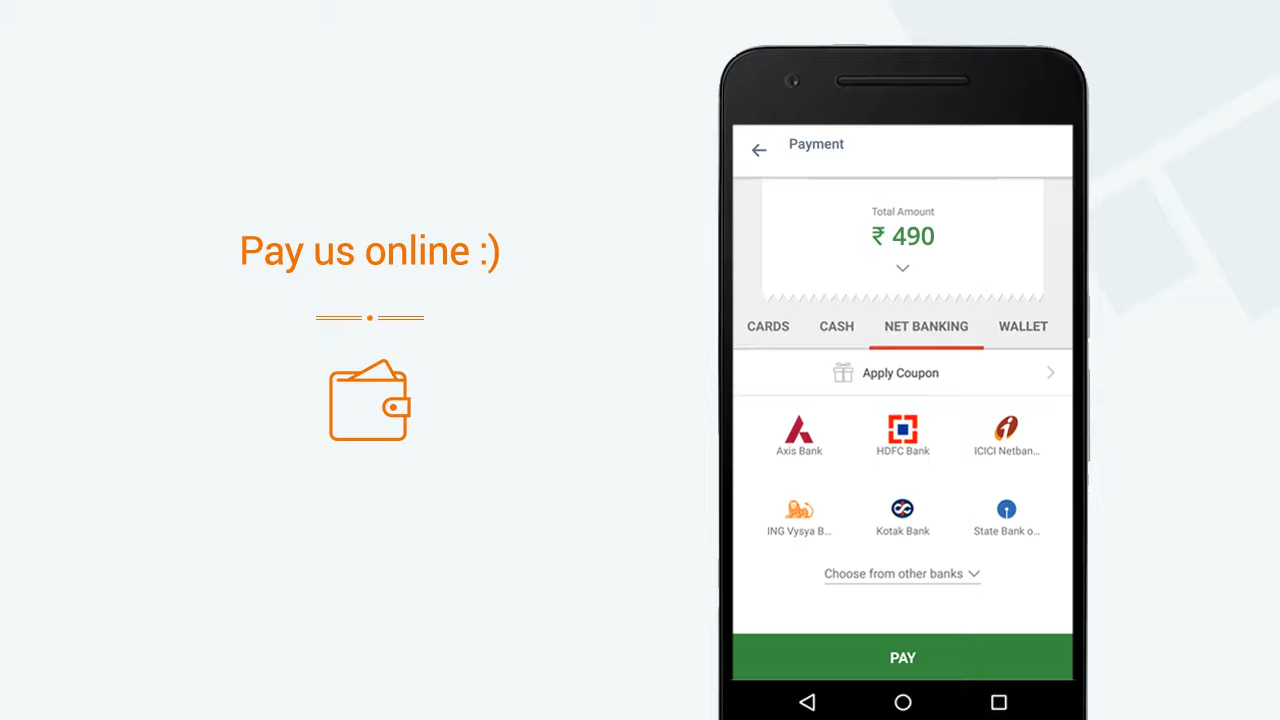 Pay us online :)
Payment
Total Amount
₹ 490
CARDS CASH NET BANKING WALLET
Apply Coupon
Axis Bank HDFC Bank ICICI Netban...
ING Vysya B... Kotak Bank State Bank o...
Choose from other banks
PAY